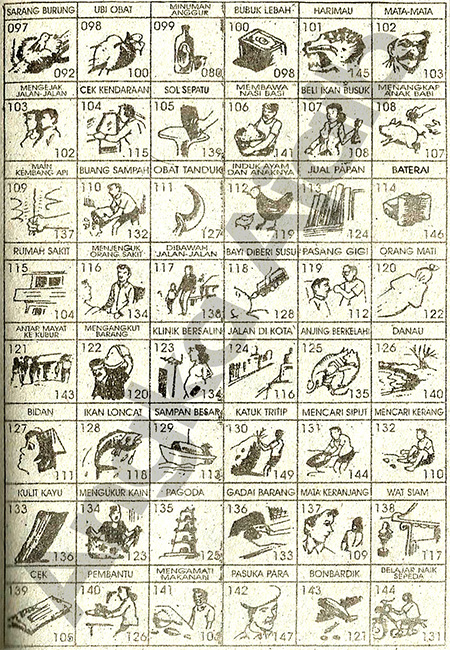 SARANG BURUNG
097
092
UBI OBAT
098
100
MINUMAN
ANGGUR
099
080
BUBUK LEBAH
100
098
HARIMAU
101
145
MATA-MATA
102
103
MENGEJAK
JALAN-JALAN
103
102
CEK KENDARAAN
104
115
SOL SEPATU
105
139
MEMBAWA
NASI BASI
106
141
BELI IKAN BUSUK
107
108
MENANGKAP
ANAK BABI
108
107
MAIN
KEMBANG API
109
137
BUANG SAMPAH
110
132
OBAT TANDUK
111
127
INDUK AYAM
DAN ANAKNYA
112
119
JUAL PAPAN
113
124
BATERAI
114
146
RUMAH SAKIT
115
104
MENJENGUK
ORANG SAKIT
116
134
DIBAWAH
JALAN-JALAN
117
138
BAYI DIBERI SUSU
118
128
PASANG GIGI
119
112
ORANG MATI
120
122
ANTAR MAYAT
KE KUBUR
121
143
MENGANGKUT
BARANG
122
120
KLINIK BERSALIN
123
134
JALAN DI KOTA
124
116
ANJING BERKELAHI
125
135
DANAU
126
140
BIDAN
127
111
IKAN LONCAT
128
118
SAMPAN BESAR
129
113
KATUK TRITIP
130
149
MENCARI SIPUT
131
144
MENCARI KERANG
132
110
KULIT KAYU
133
136
MENGUKUR KAIN
134
123
PAGODA
135
125
GADAI BARANG
136
133
MATA KERANJANG
137
109
WAT SIAM
138
117
CEK
139
105
PEMBANTU
140
126
MENGAMATI
MAKANAN
141
PASUKA PARA
142
147
BONBARDIK
143
121
BELAJAR NAIK
SEPEDA
144
131